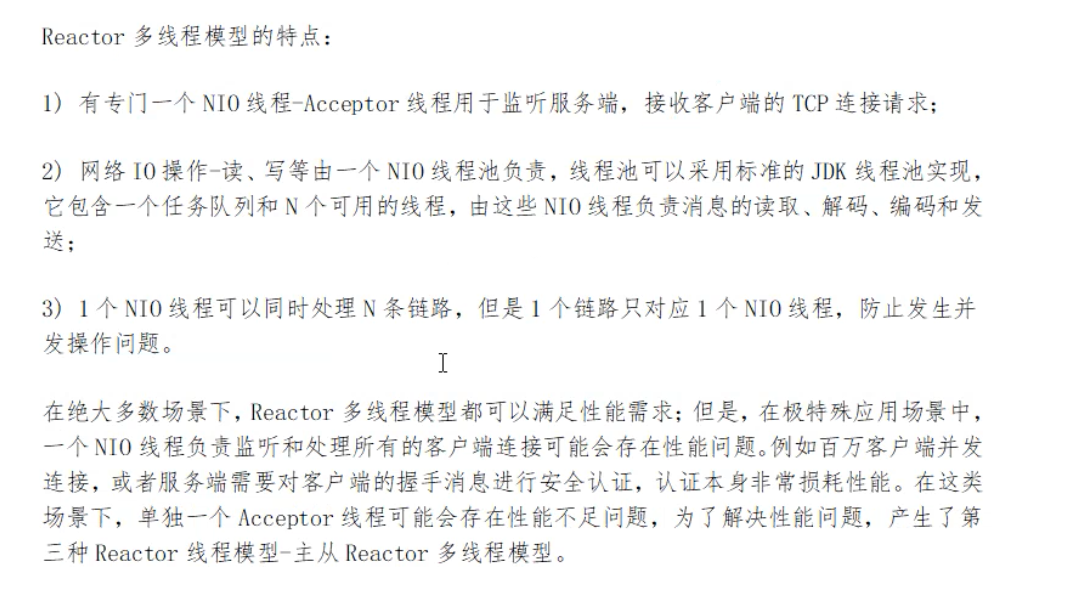 Reactor 多线程模型的特点：
1) 有专门一个 NIO 线程-Acceptor 线程用于监听服务端，接收客户端的 TCP 连接请求；
2) 网络 IO 操作-读、写等由一个 NIO 线程池负责，线程池可以采用标准的 JDK 线程池实现，
它包含一个任务队列和 N 个可用的线程，由这些 NIO 线程负责消息的读取、解码、编码和发
送；
3) 1 个 NIO 线程可以同时处理 N 条链路，但是 1 个链路只对应 1 个 NIO 线程，防止发生并
发操作问题。
在绝大多数场景下，Reactor 多线程模型都可以满足性能需求；但是，在极特殊应用场景中，
一个 NIO 线程负责监听和处理所有的客户端连接可能会存在性能问题。例如百万客户端并发
连接，或者服务端需要对客户端的握手消息进行安全认证，认证本身非常损耗性能。在这类
场景下，单独一个 Acceptor 线程可能会存在性能不足问题，为了解决性能问题，产生了第
三种 Reactor 线程模型-主从 Reactor 多线程模型。